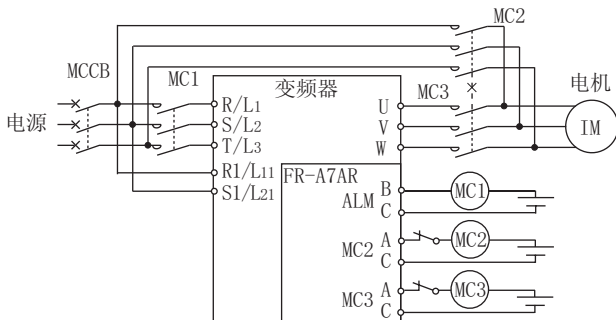 MC2
MCCB
MC1
变频器
MC3
电机
电源
R/L1
S/L2
T/L3
R1/L11
S1/L21
U
V
W
IM
FR-A7AR
ALM
B
C
MC1
MC2
A
C
MC2
MC3
A
C
MC3